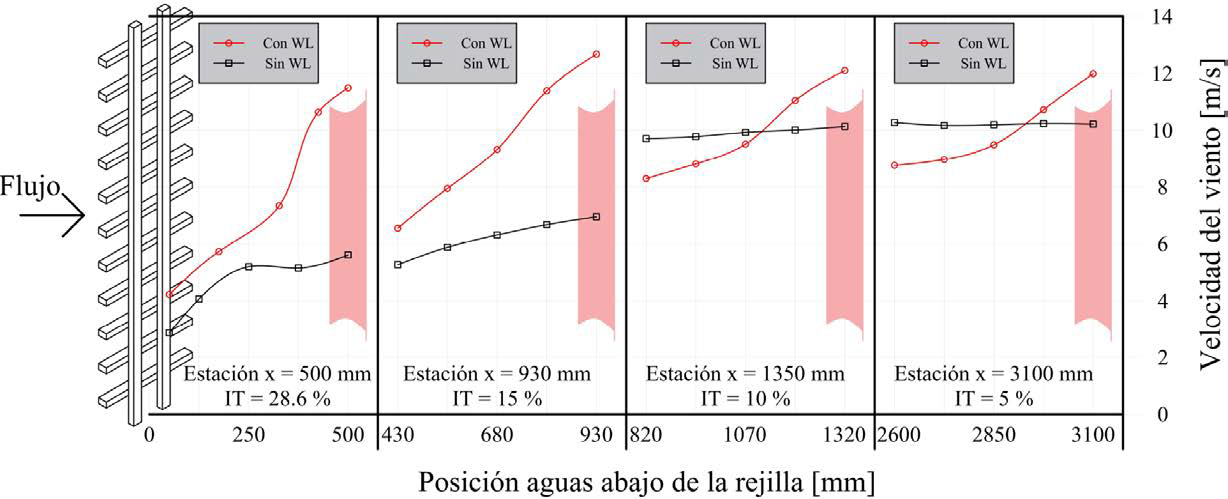 Con WL
Sin WL
Con WL
Sin WL
Con WL
Sin WL
Con WL
Sin WL
Flujo
14
12
10
8
6
4
2
0
Velocidad del viento [m/s]
Estación x = 500 mm
IT = 28.6 %
Estación x = 930 mm
IT = 15 %
Estación x = 1350 mm
IT = 10 %
Estación x = 3100 mm
IT = 5 %
0 250 500
430 680 930
820 1070 1320
2600 2850 3100
Posición aguas abajo de la rejilla [mm]